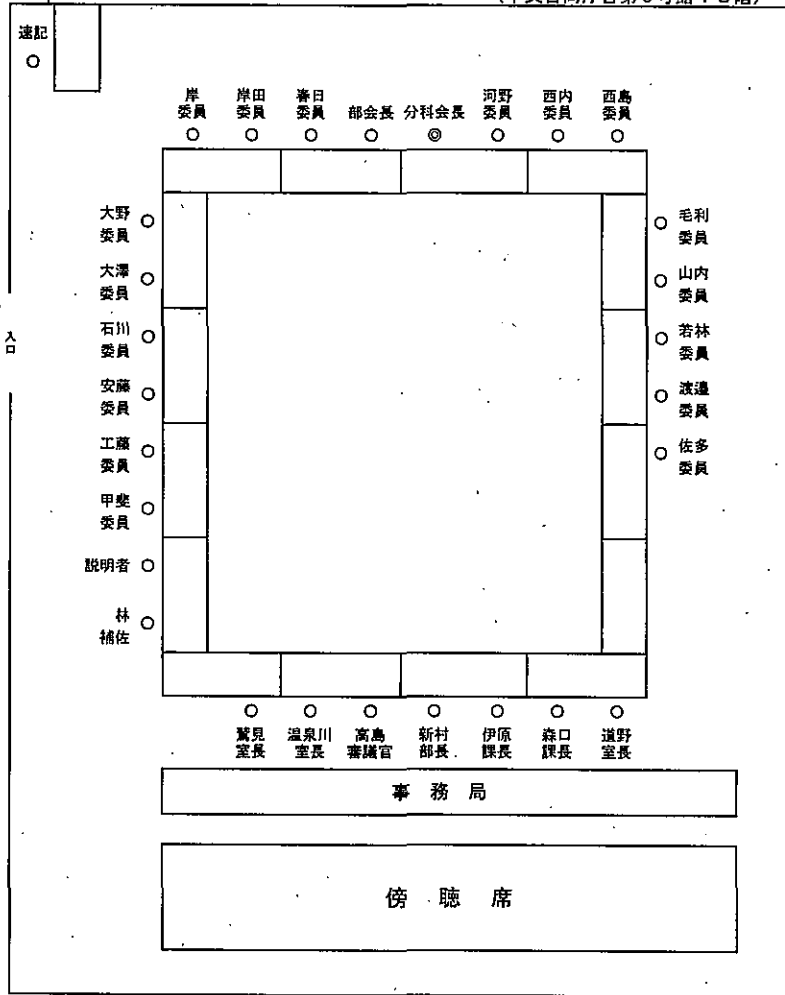 速記
岸
委員
岸田
委員
春日
委員
部会長
分科会長
河野
委員
西内
委員
西島
委員
大野
委員
大澤
委員
石川
委員
安藤
委員
工藤
委員
甲斐
委員
説明者
林
補佐
入口
毛利
委員
山内
委員
若林
委員
渡邉
委員
佐多
委員
鷲見
室長
温泉川
室長
高島
審議官
新村
部長
伊原
課長
森口
課長
道野
室長
事務局
傍聴席